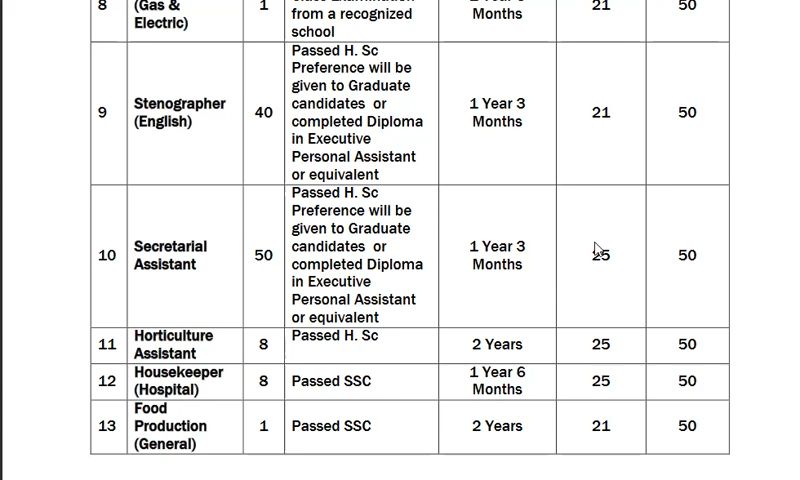 8
(Gas &
Electric)
1
from a recognized
school
Months
21
50
9
Stenographer
(English)
40
Passed H. Sc
Preference will be
given to Graduate
candidates or
completed Diploma
in Executive
Personal Assistant
or equivalent
1 Year 3
Months
21
50
10
Secretarial
Assistant
50
Passed H. Sc
Preference will be
given to Graduate
candidates or
completed Diploma
in Executive
Personal Assistant
or equivalent
1 Year 3
Months
25
50
11
Horticulture
Assistant
8
Passed H. Sc
2 Years
25
50
12
Housekeeper
(Hospital)
8
Passed SSC
1 Year 6
Months
25
50
13
Food
Production
(General)
1
Passed SSC
2 Years
21
50